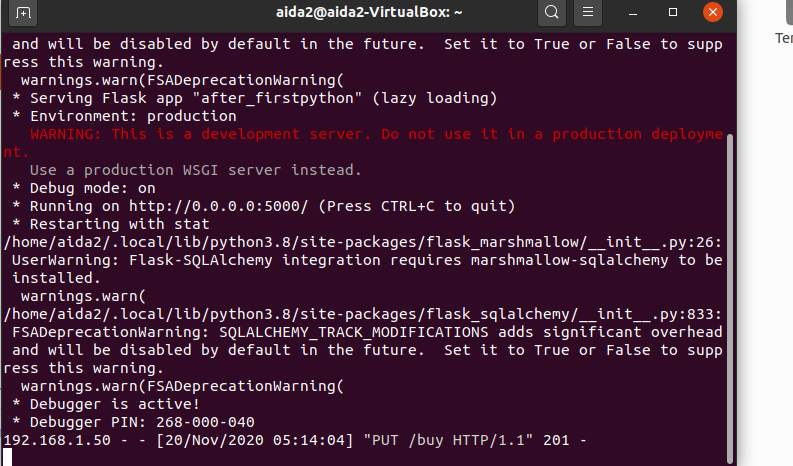 aida2@aida2-VirtualBox: ~
and will be disabled by default in the future.  Set it to True or False to supp
ress this warning.
  warnings.warn(FSADeprecationWarning(
 * Serving Flask app "after_firstpython" (lazy loading)
 * Environment: production
   WARNING: This is a development server. Do not use it in a production deployme
nt.
   Use a production WSGI server instead.
 * Debug mode: on
 * Running on http://0.0.0.0:5000/ (Press CTRL+C to quit)
 * Restarting with stat
/home/aida2/.local/lib/python3.8/site-packages/flask_marshmallow/__init__.py:26:
 UserWarning: Flask-SQLAlchemy integration requires marshmallow-sqlalchemy to be
 installed.
  warnings.warn(
/home/aida2/.local/lib/python3.8/site-packages/flask_sqlalchemy/__init__.py:833:
 FSADeprecationWarning: SQLALCHEMY_TRACK_MODIFICATIONS adds significant overhead
 and will be disabled by default in the future.  Set it to True or False to supp
ress this warning.
  warnings.warn(FSADeprecationWarning(
 * Debugger is active!
 * Debugger PIN: 268-000-040
192.168.1.50 - - [20/Nov/2020 05:14:04] "PUT /buy HTTP/1.1" 201 -